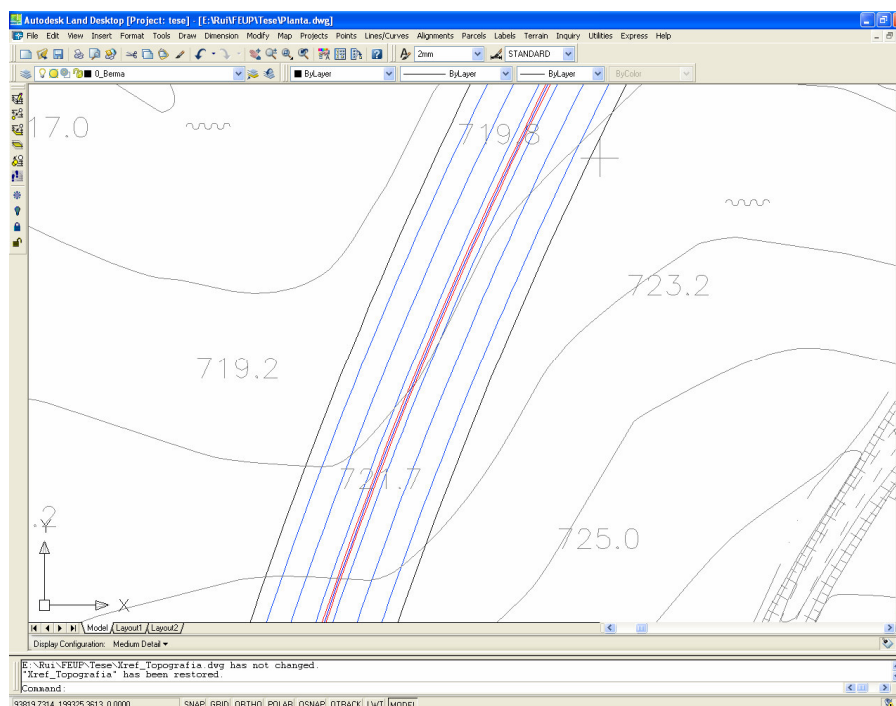 Autodesk Land Desktop [Project: tese] - [E:\Rui\FEUP\Tese\Planta.dwg]
File Edit View Insert Format Tools Draw Dimension Modify Map Projects Points Lines/Curves Alignments Parcels Labels Terrain Inquiry Utilities Express Help
2mm STANDARD
0_Berma ByLayer ByLayer ByLayer ByColor
17.0
719.8
723.2
719.2
721.7
.2
725.0
Y
X
Model Layout1 Layout2
Display Configuration: Medium Detail
E:\Rui\FEUP\Tese\Xref_Topografia.dwg has not changed.
"Xref_Topografia" has been restored.
Command:
93819.7314, 199325.3613, 0.0000 SNAP GRID ORTHO POLAR OSNAP OTRACK LWT MODEL